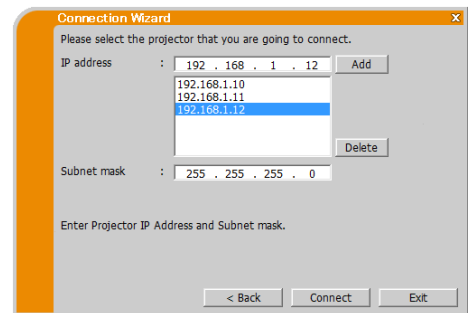 Connection Wizard
X
Please select the projector that you are going to connect.
IP address : 192 . 168 . 1 . 12 Add
192.168.1.10
192.168.1.11
192.168.1.12
Delete
Subnet mask : 255 . 255 . 255 . 0
Enter Projector IP Address and Subnet mask.
< Back Connect Exit